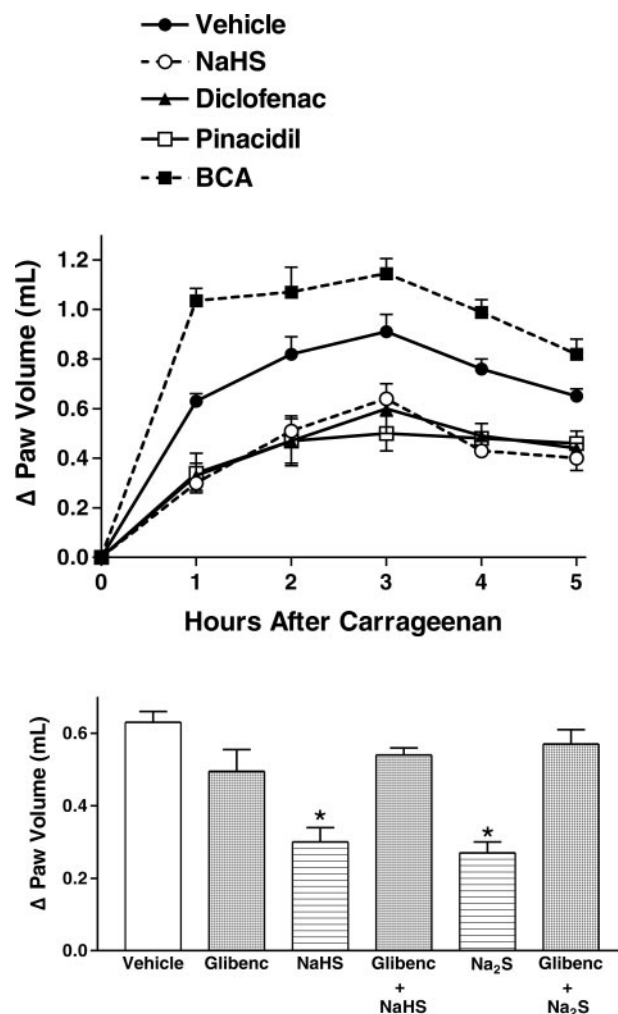 Vehicle
NaHS
Diclofenac
Pinacidil
BCA
Δ Paw Volume (mL)
1.2
1.0
0.8
0.6
0.4
0.2
0.0
0 1 2 3 4 5
Hours After Carrageenan
Δ Paw Volume (mL)
0.6
0.4
0.2
0.0
* *
Vehicle Glibenc NaHS Glibenc Na₂S Glibenc
+ +
NaHS Na₂S